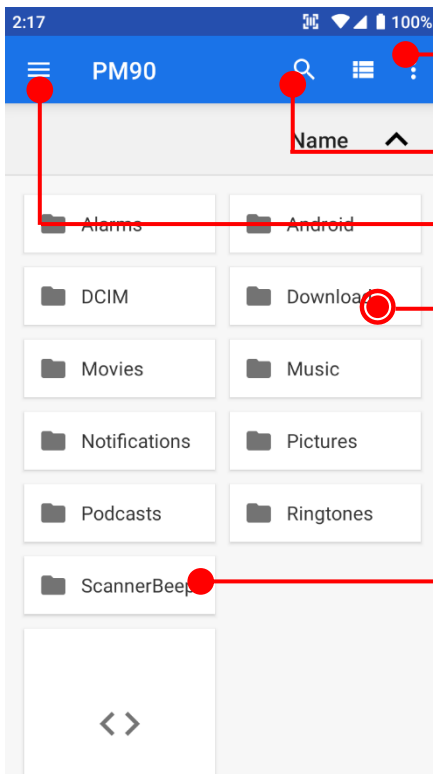 2:17 100%
PM90
Name
Alarms Android
DCIM Download
Movies Music
Notifications Pictures
Podcasts Ringtones
ScannerBeep